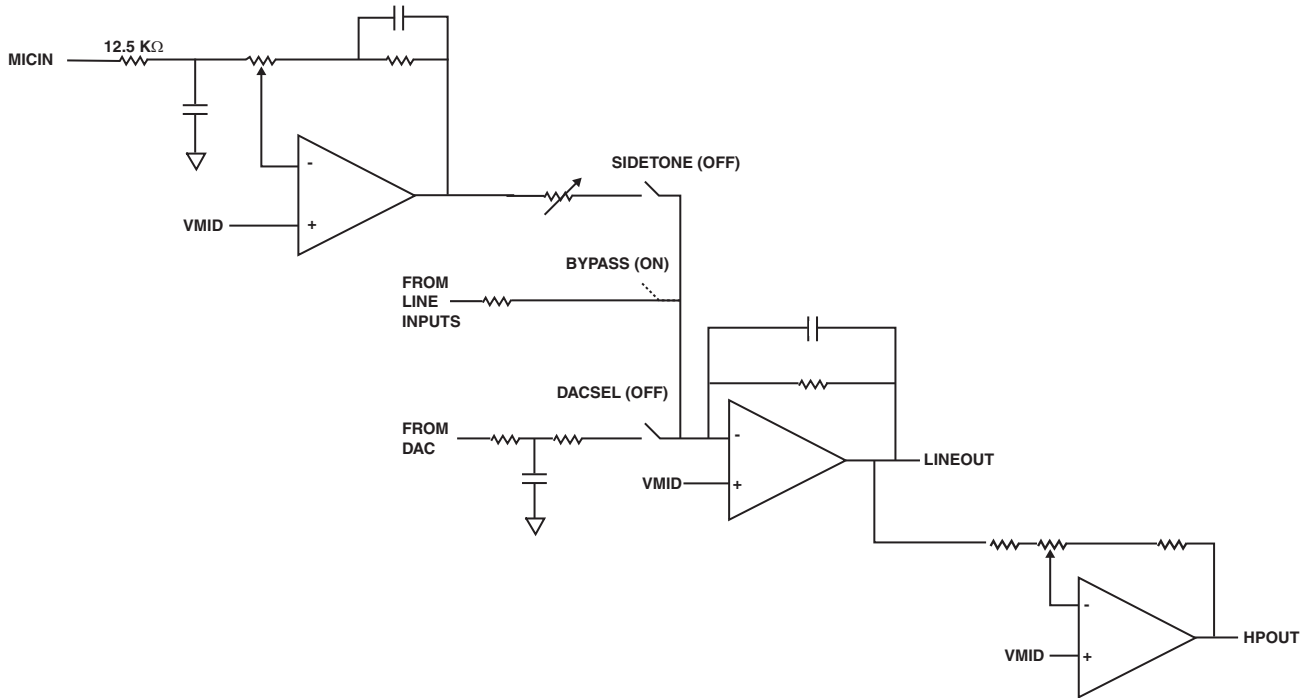 12.5 KΩ
MICIN
-
VMID
+
SIDETONE (OFF)
BYPASS (ON)
FROM
LINE
INPUTS
DACSEL (OFF)
FROM
DAC
-
LINEOUT
VMID
+
-
HPOUT
VMID
+